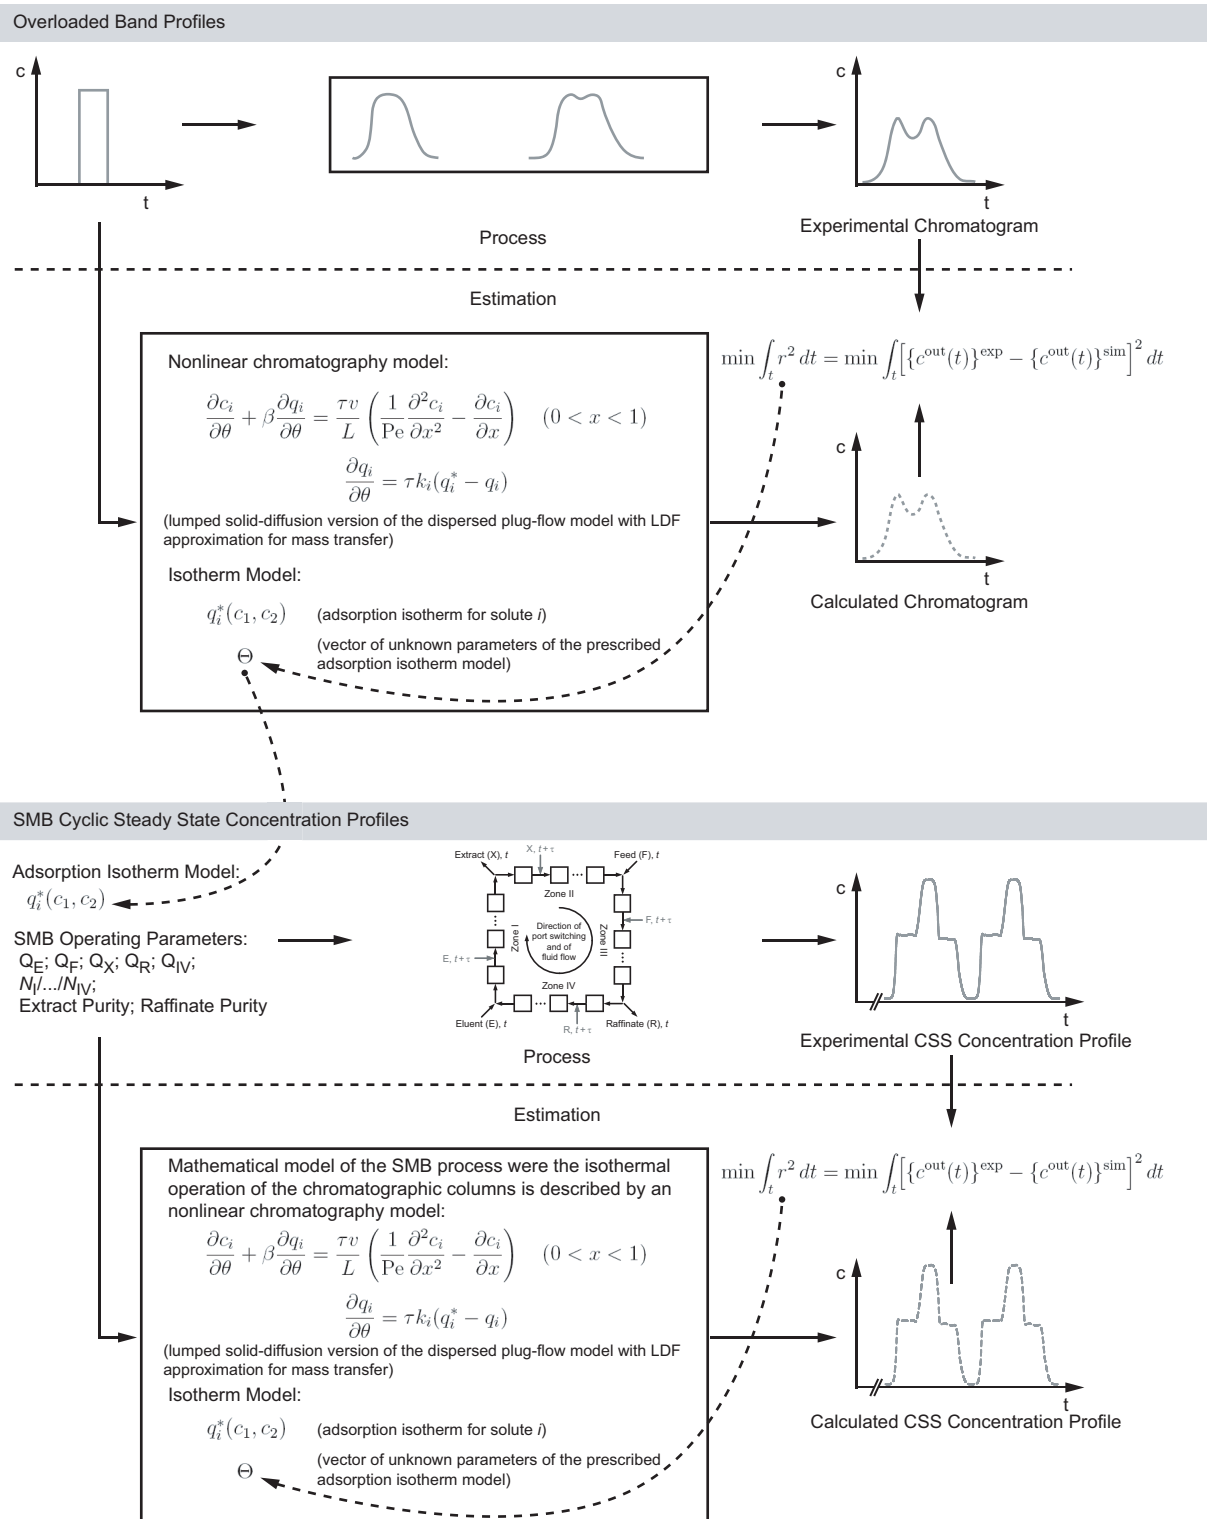 Overloaded Band Profiles
c
t
Process
c
t
Experimental Chromatogram
Estimation
Nonlinear chromatography model:
∂c_i/∂θ + β ∂q_i/∂θ = τv/L (1/Pe ∂²c_i/∂x² − ∂c_i/∂x) (0 < x < 1)
∂q_i/∂θ = τk_i(q_i^* − q_i)
(lumped solid-diffusion version of the dispersed plug-flow model with LDF
approximation for mass transfer)
Isotherm Model:
q_i^*(c_1, c_2) (adsorption isotherm for solute i)
(vector of unknown parameters of the prescribed
Θ adsorption isotherm model)
min ∫_t r² dt = min ∫_t [{c^out(t)}^exp − {c^out(t)}^sim]² dt
c
t
Calculated Chromatogram
SMB Cyclic Steady State Concentration Profiles
Adsorption Isotherm Model:
q_i^*(c_1, c_2)
SMB Operating Parameters:
Q_E; Q_F; Q_X; Q_R; Q_IV;
N_I/.../N_IV;
Extract Purity; Raffinate Purity
Extract (X), t
X, t+τ
Feed (F), t
Zone II
Zone I
Direction of
port switching
and of
fluid flow
Zone III
F, t+τ
E, t+τ
Zone IV
Eluent (E), t
R, t+τ
Raffinate (R), t
Process
c
t
Experimental CSS Concentration Profile
Estimation
Mathematical model of the SMB process were the isothermal
operation of the chromatographic columns is described by an
nonlinear chromatography model:
∂c_i/∂θ + β ∂q_i/∂θ = τv/L (1/Pe ∂²c_i/∂x² − ∂c_i/∂x) (0 < x < 1)
∂q_i/∂θ = τk_i(q_i^* − q_i)
(lumped solid-diffusion version of the dispersed plug-flow model with LDF
approximation for mass transfer)
Isotherm Model:
q_i^*(c_1, c_2) (adsorption isotherm for solute i)
(vector of unknown parameters of the prescribed
Θ adsorption isotherm model)
min ∫_t r² dt = min ∫_t [{c^out(t)}^exp − {c^out(t)}^sim]² dt
c
t
Calculated CSS Concentration Profile